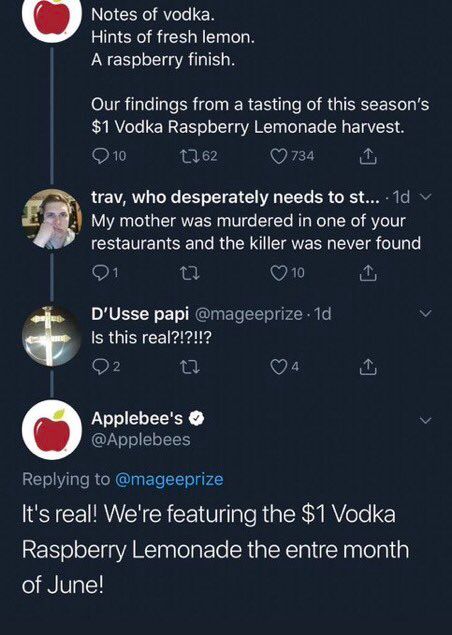 Notes of vodka.
Hints of fresh lemon.
A raspberry finish.
Our findings from a tasting of this season's
$1 Vodka Raspberry Lemonade harvest.
10 62 734
trav, who desperately needs to st... · 1d
My mother was murdered in one of your
restaurants and the killer was never found
1 10
D'Usse papi @mageeprize · 1d
Is this real?!?!!?
2 4
Applebee's
@Applebees
Replying to @mageeprize
It's real! We're featuring the $1 Vodka
Raspberry Lemonade the entre month
of June!